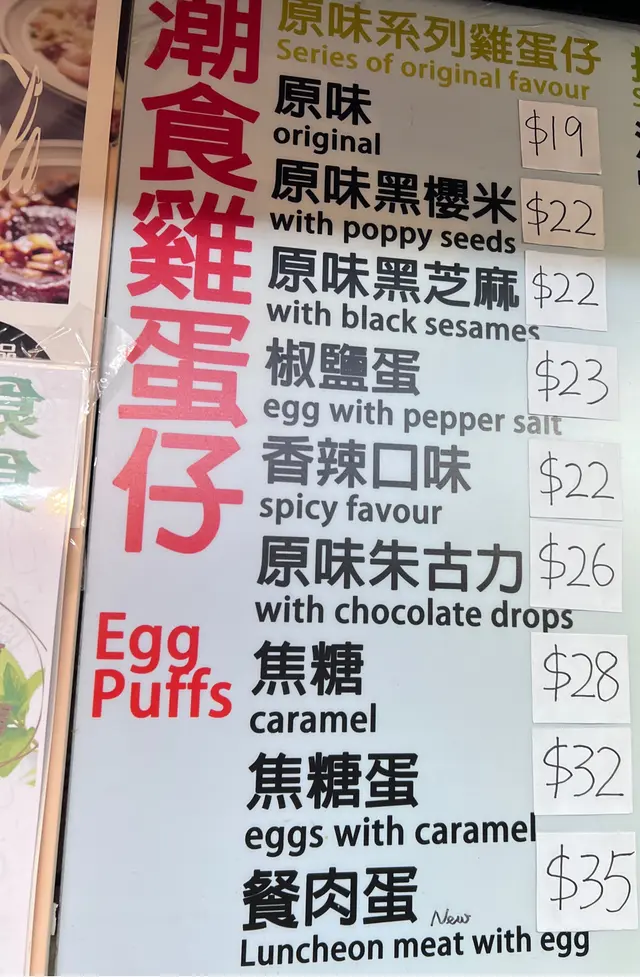 潮食雞蛋仔
Egg
Puffs
原味系列雞蛋仔
Series of original favour
原味
original
$19
原味黑櫻米
with poppy seeds
$22
原味黑芝麻
with black sesames
$22
椒鹽蛋
egg with pepper salt
$23
香辣口味
spicy favour
$22
原味朱古力
with chocolate drops
$26
焦糖
caramel
$28
焦糖蛋
eggs with caramel
$32
餐肉蛋 New
Luncheon meat with egg
$35